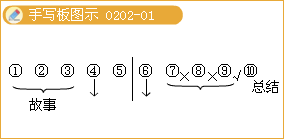 手写板图示 0202-01
① ② ③ ④ ⑤ ⑥ ⑦×⑧×⑨√⑩
故事
总结